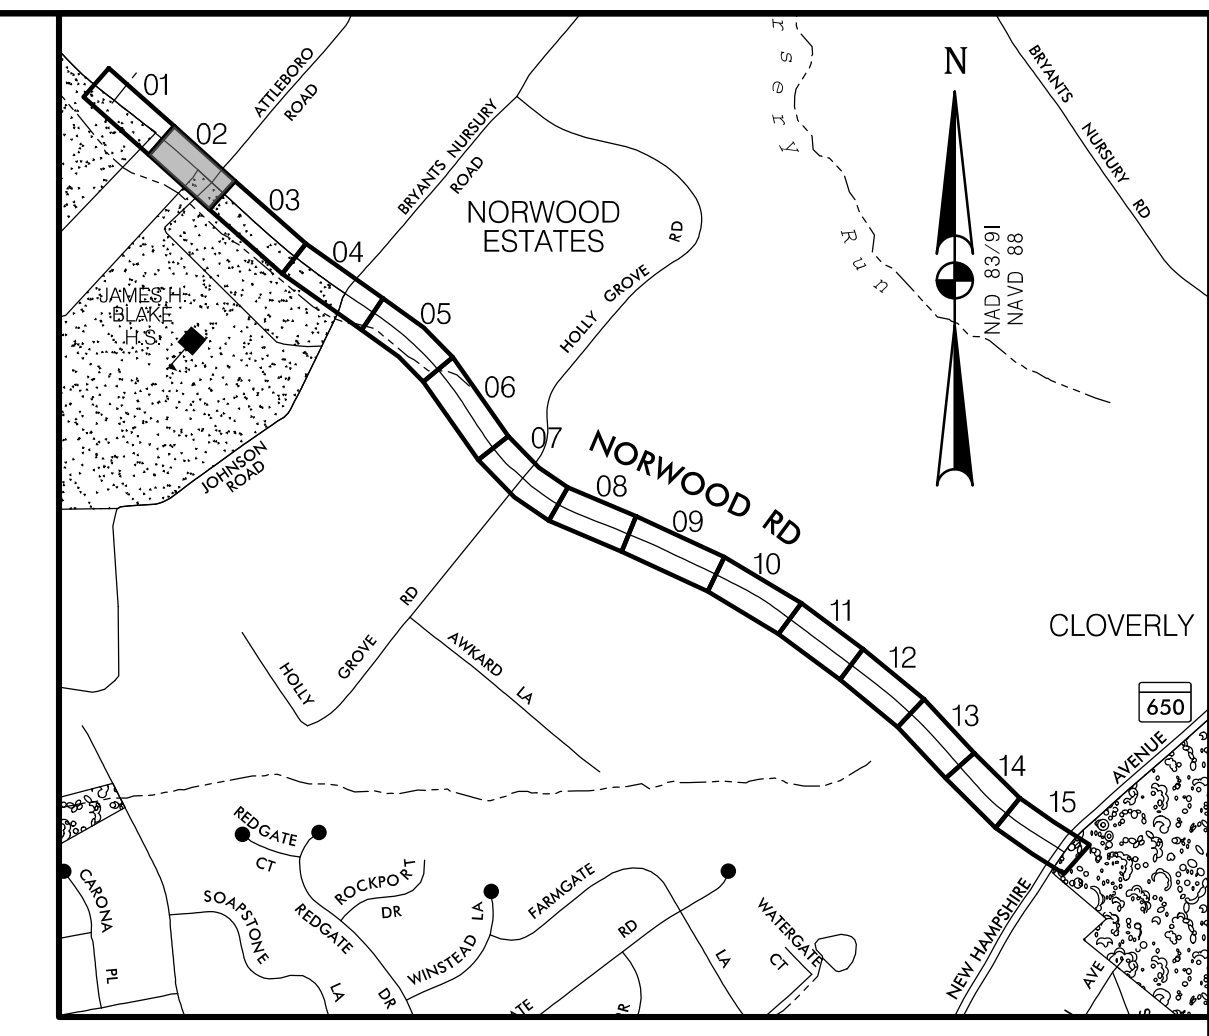 01
02
03
04
05
06
07
08
09
10
11
12
13
14
15
ATTLEBORO
ROAD
BRYANTS NURSURY
ROAD
NORWOOD
ESTATES
HOLLY GROVE RD
rsery Run
N
NAD 83/91
NAVD 88
BRYANTS NURSURY RD
JAMES H.
BLAKE
H.S.
JOHNSON
ROAD
NORWOOD RD
CLOVERLY
650
HOLLY GROVE RD
AWKARD LA
NEW HAMPSHIRE AVENUE
REDGATE
CT
ROCKPORT
DR
SOAPSTONE LA
REDGATE DR
WINSTEAD LA
FARMGATE LA
RD
WATERGATE
CT
CARONA PL
AVE